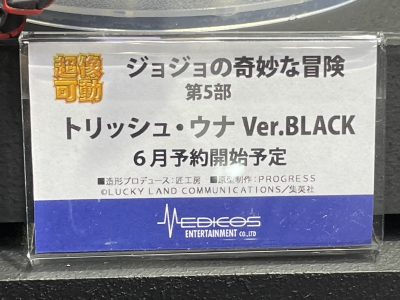 超像可動
ジョジョの奇妙な冒険
第5部
トリッシュ・ウナ Ver.BLACK
6月予約開始予定
■造形プロデュース:匠工房 ■原型制作:PROGRESS
©LUCKY LAND COMMUNICATIONS/集英社
MEDICOS
ENTERTAINMENT CO.,LTD